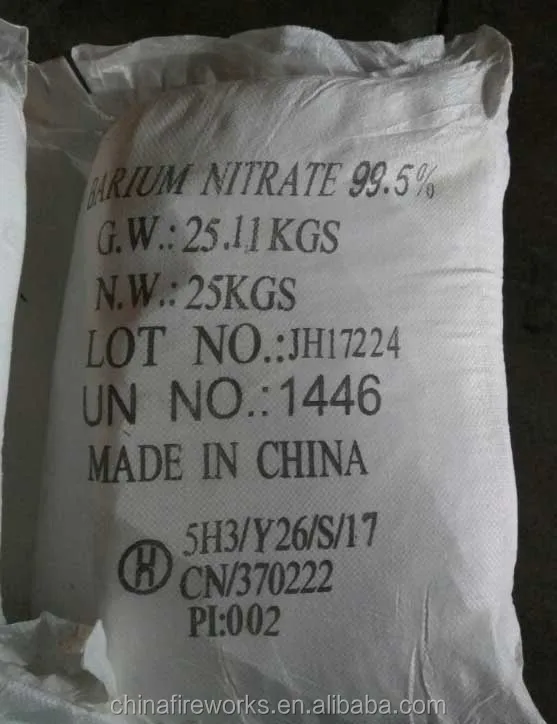 BARIUM NITRATE 99.5%
G.W.: 25.11KGS
N.W.: 25KGS
LOT NO.:JH17224
UN NO.:1446
MADE IN CHINA
5H3/Y26/S/17
H CN/370222
PI:002
chinafireworks.en.alibaba.com